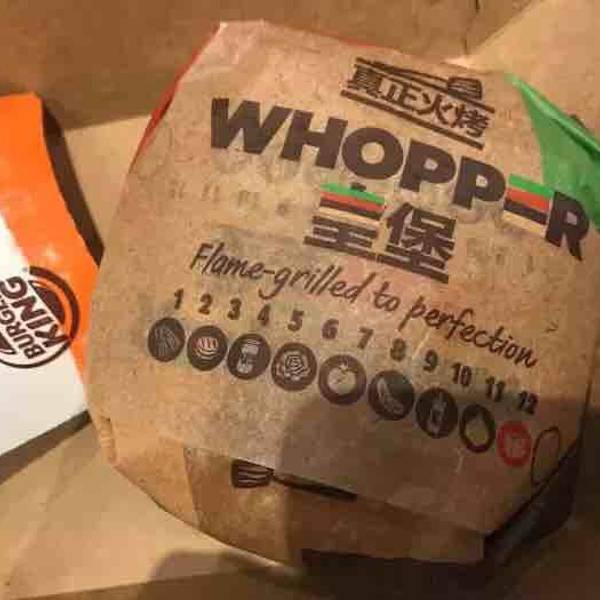 真正火烤
WHOPPER
皇堡
Flame-grilled to perfection
1 2 3 4 5 6 7 8 9 10 11 12
BURGER
KING